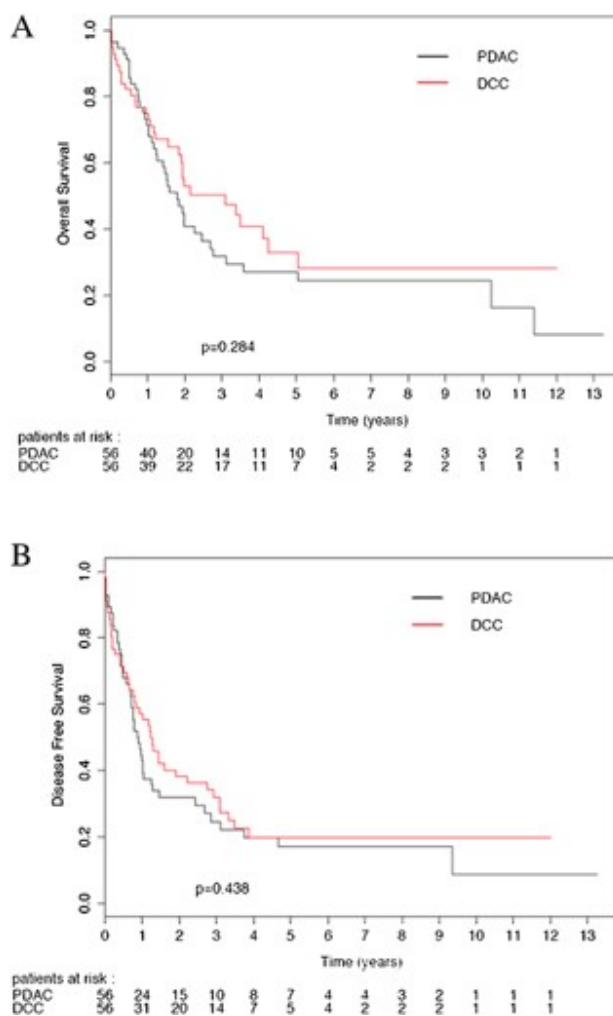 A
PDAC
DCC
Overall Survival
1.0
0.8
0.6
0.4
0.2
0.0
p=0.284
0 1 2 3 4 5 6 7 8 9 10 11 12 13
Time (years)
patients at risk :
PDAC 56 40 20 14 11 10 5 5 4 3 3 2 1
DCC 56 39 22 17 11 7 4 2 2 2 1 1 1
B
PDAC
DCC
Disease Free Survival
1.0
0.8
0.6
0.4
0.2
0.0
p=0.438
0 1 2 3 4 5 6 7 8 9 10 11 12 13
Time (years)
patients at risk :
PDAC 56 24 15 10 8 7 4 4 3 2 1 1 1
DCC 56 31 20 14 7 5 4 2 2 2 1 1 1